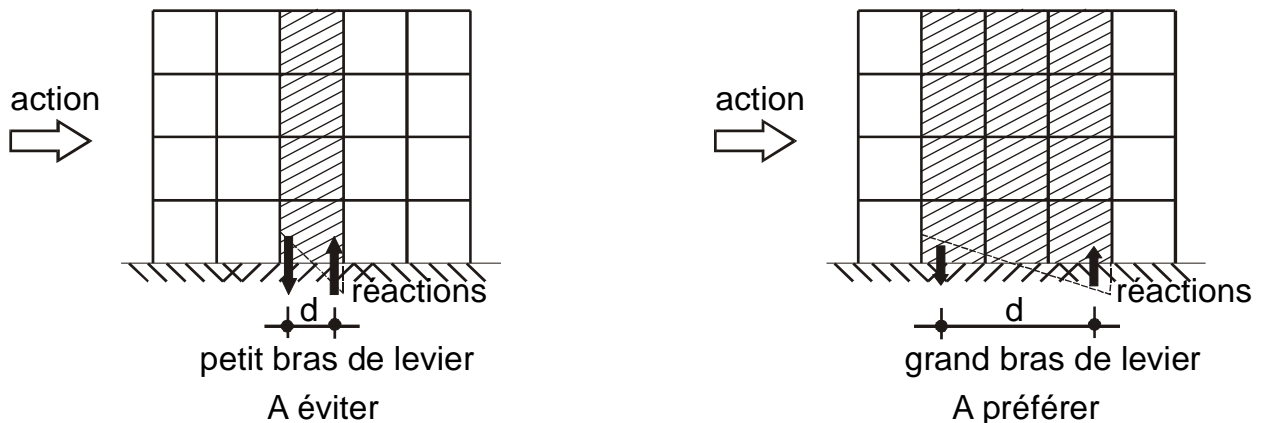 action
réactions
d
petit bras de levier
A éviter
action
réactions
d
grand bras de levier
A préférer